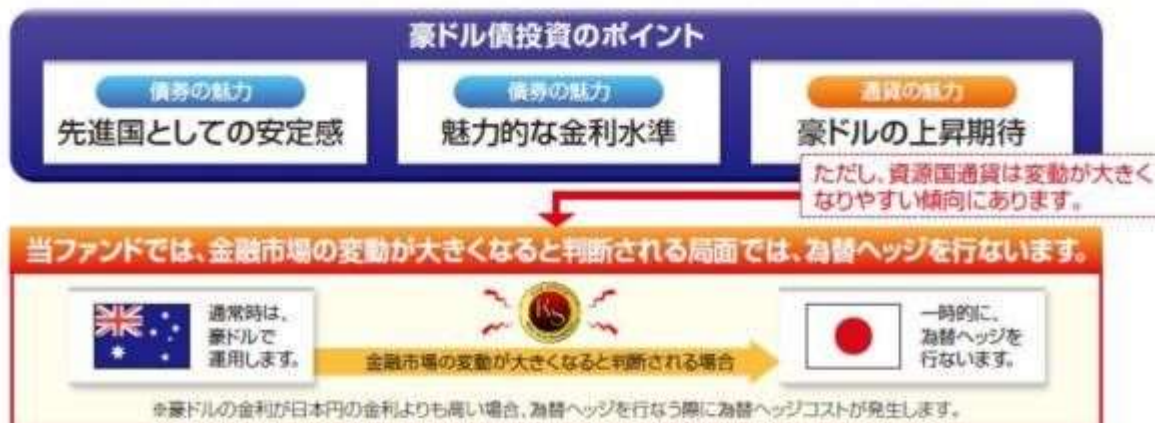 豪ドル債投資のポイント
債券の魅力
先進国としての安定感
債券の魅力
魅力的な金利水準
通貨の魅力
豪ドルの上昇期待
ただし、資源国通貨は変動が大きく
なりやすい傾向にあります。
当ファンドでは、金融市場の変動が大きくなると判断される局面では、為替ヘッジを行ないます。
通常時は、
豪ドルで
運用します。
金融市場の変動が大きくなると判断される場合
一時的に、
為替ヘッジを
行ないます。
※豪ドルの金利が日本円の金利よりも高い場合、為替ヘッジを行なう際に為替ヘッジコストが発生します。